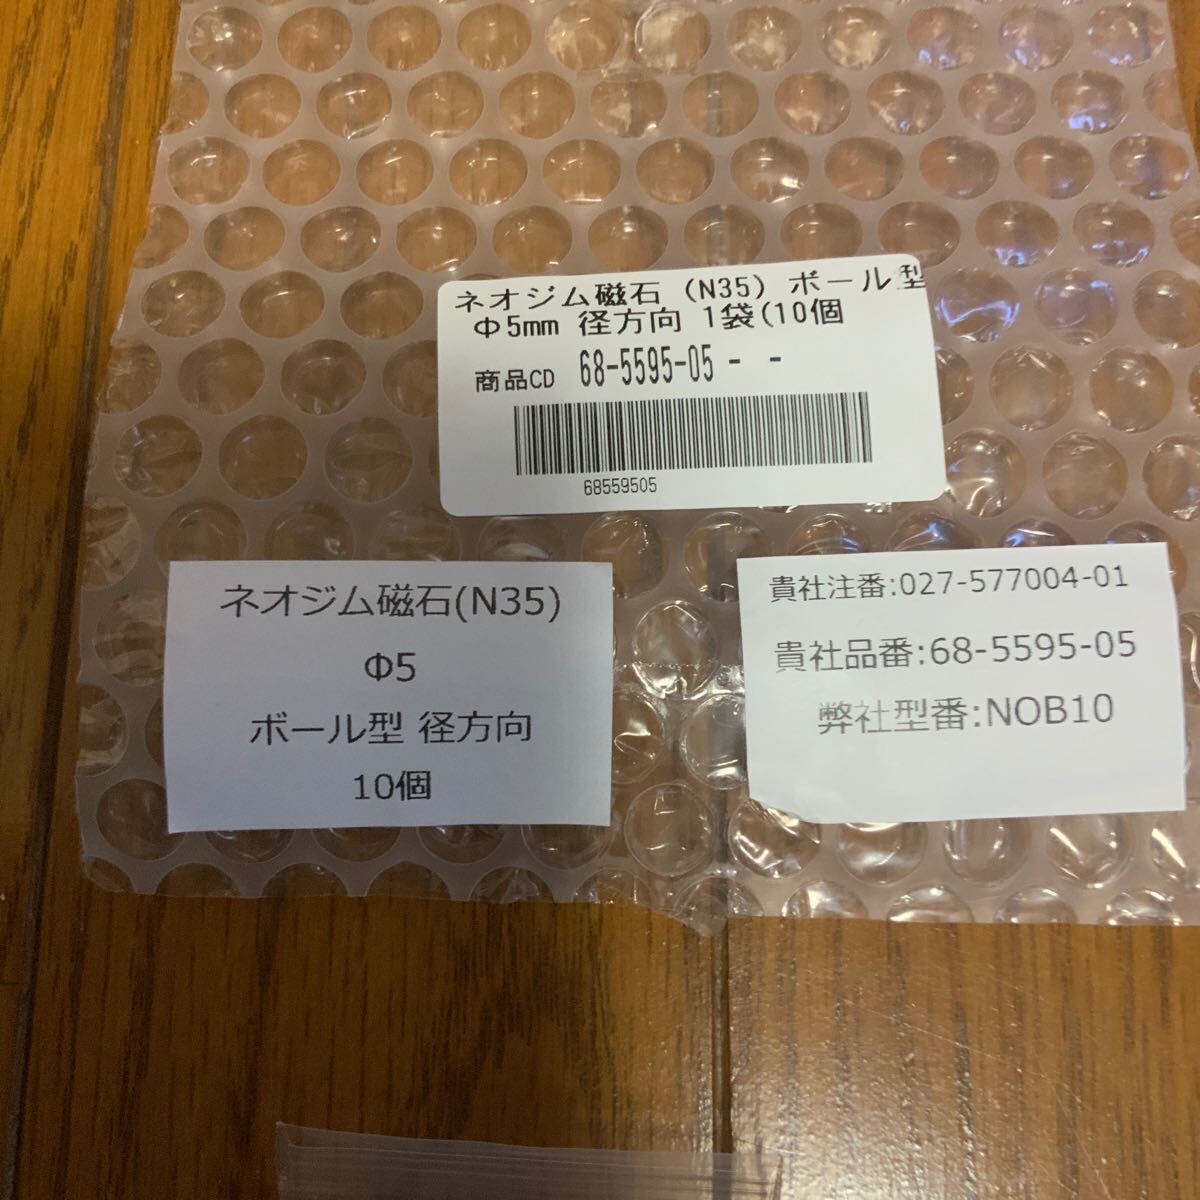 ネオジム磁石 (N35) ボール型
Φ5mm 径方向 1袋(10個
商品CD 68-5595-05 - -
68559505
ネオジム磁石(N35)
Φ5
ボール型 径方向
10個
貴社注番:027-577004-01
貴社品番:68-5595-05
弊社型番:NOB10